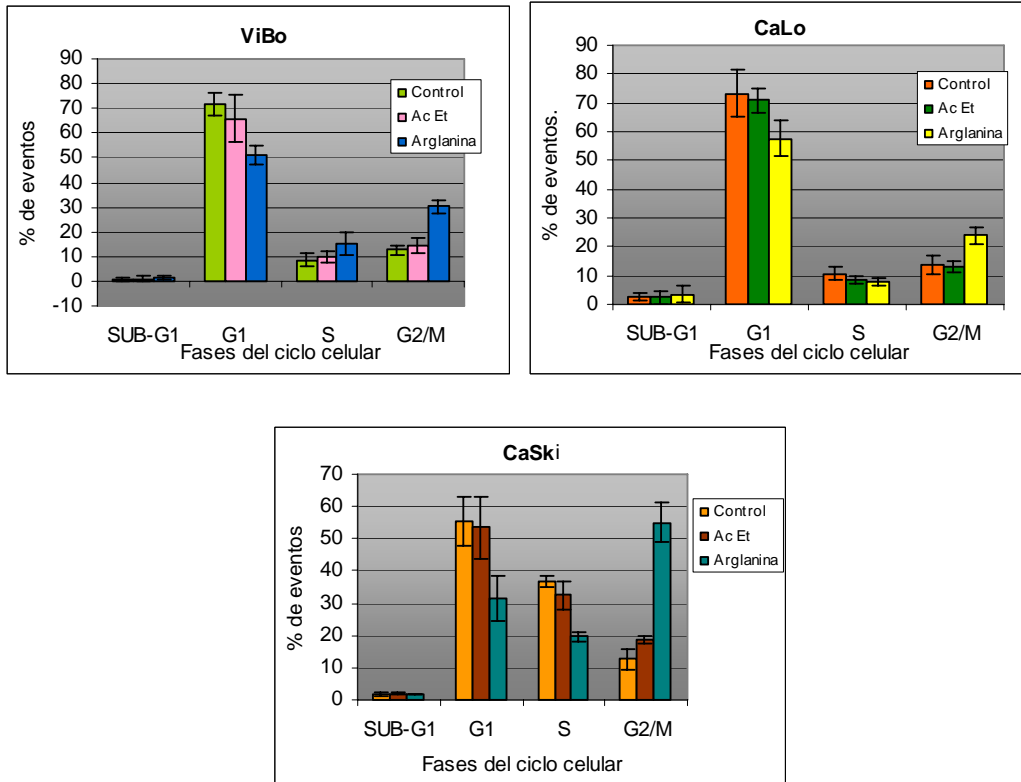 ViBo
90
80
70
60
50
40
30
20
10
0
-10
% de eventos
SUB-G1 G1 S G2/M
Fases del ciclo celular
Control
Ac Et
Arglanina
CaLo
90
80
70
60
50
40
30
20
10
0
% de eventos.
SUB-G1 G1 S G2/M
Fases del ciclo celular
Control
Ac Et
Arglanina
CaSki
70
60
50
40
30
20
10
0
% de eventos
SUB-G1 G1 S G2/M
Fases del ciclo celular
Control
Ac Et
Arglanina